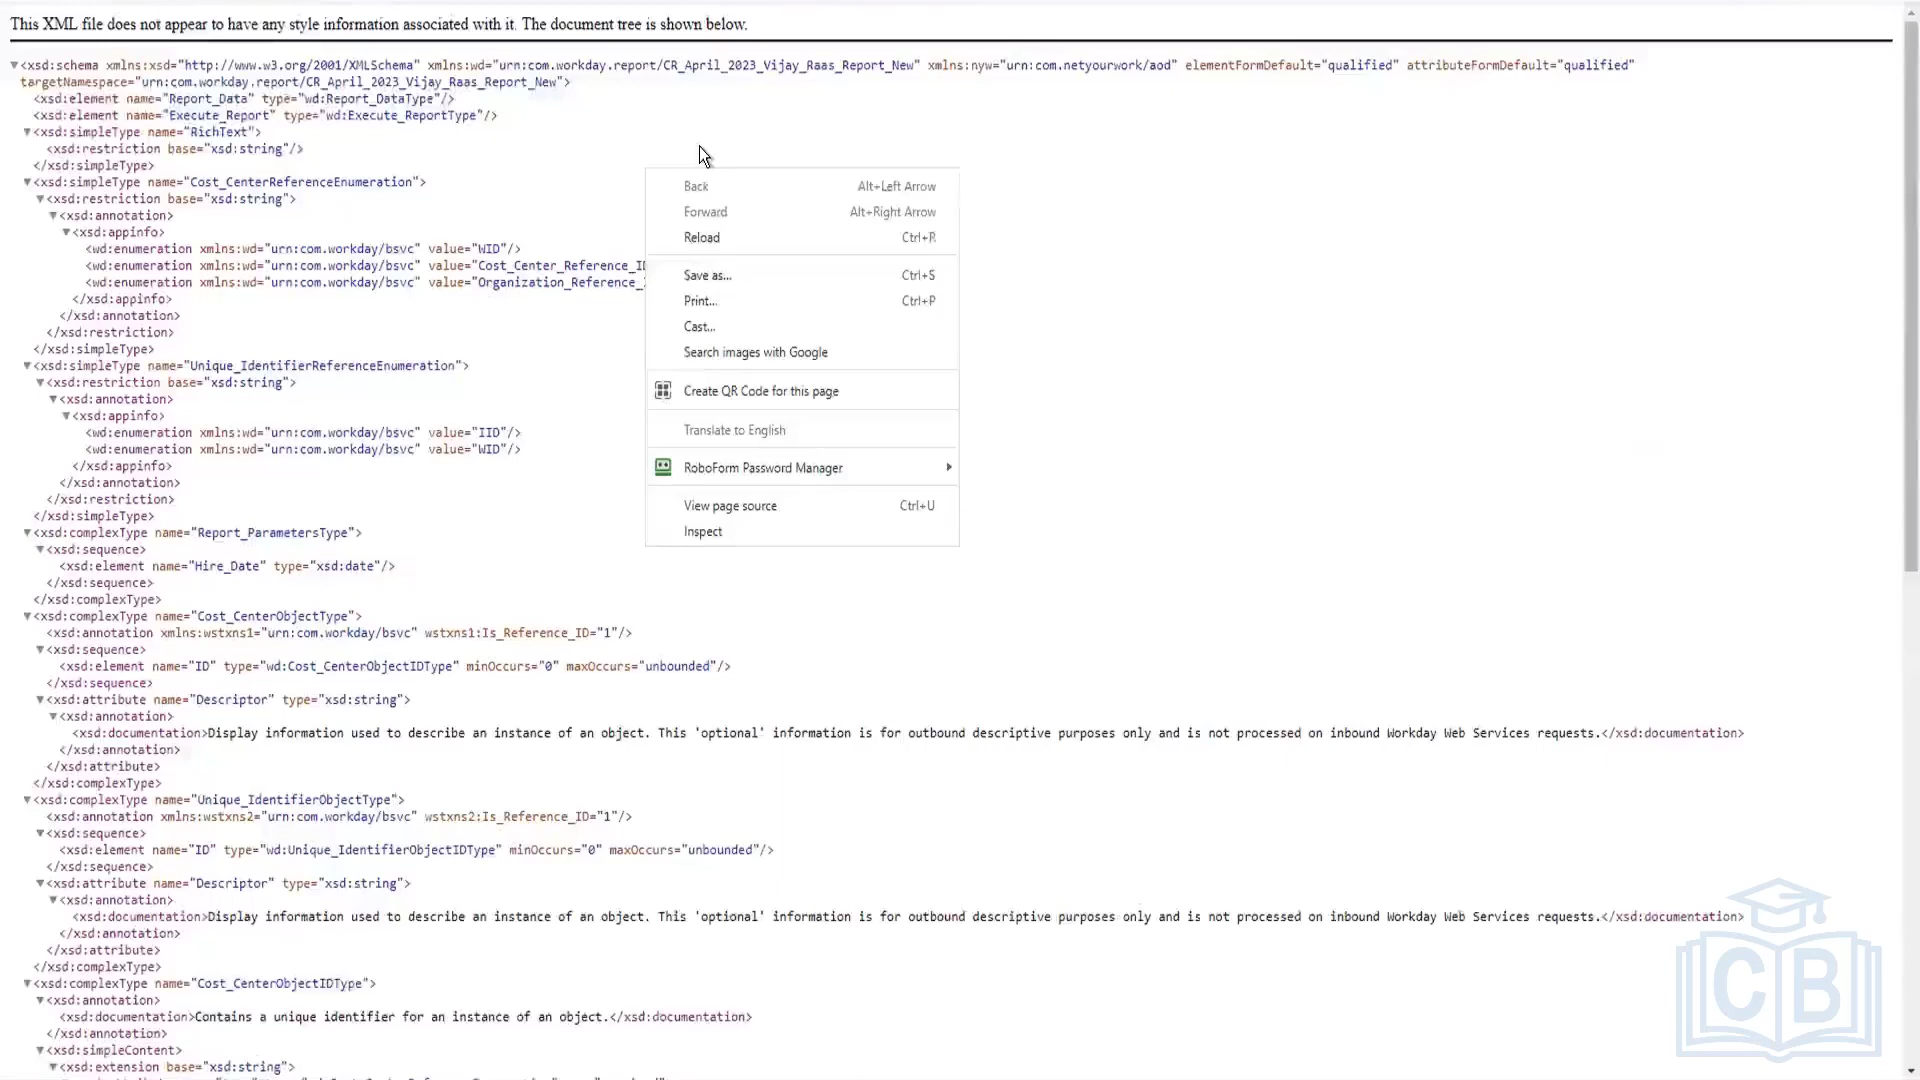 This XML file does not appear to have any style information associated with it. The document tree is shown below.
▼<xsd:schema xmlns:xsd="http://www.w3.org/2001/XMLSchema" xmlns:wd="urn:com.workday.report/CR_April_2023_Vijay_Raas_Report_New" xmlns:nyw="urn:com.netyourwork/aod" elementFormDefault="qualified" attributeFormDefault="qualified"
targetNamespace="urn:com.workday.report/CR_April_2023_Vijay_Raas_Report_New">
<xsd:element name="Report_Data" type="wd:Report_DataType"/>
<xsd:element name="Execute_Report" type="wd:Execute_ReportType"/>
▼<xsd:simpleType name="RichText">
<xsd:restriction base="xsd:string"/>
</xsd:simpleType>
▼<xsd:simpleType name="Cost_CenterReferenceEnumeration">
▼<xsd:restriction base="xsd:string">
▼<xsd:annotation>
▼<xsd:appinfo>
<wd:enumeration xmlns:wd="urn:com.workday/bsvc" value="WID"/>
<wd:enumeration xmlns:wd="urn:com.workday/bsvc" value="Cost_Center_Reference_I
<wd:enumeration xmlns:wd="urn:com.workday/bsvc" value="Organization_Reference_
</xsd:appinfo>
</xsd:annotation>
</xsd:restriction>
</xsd:simpleType>
▼<xsd:simpleType name="Unique_IdentifierReferenceEnumeration">
▼<xsd:restriction base="xsd:string">
▼<xsd:annotation>
▼<xsd:appinfo>
<wd:enumeration xmlns:wd="urn:com.workday/bsvc" value="IID"/>
<wd:enumeration xmlns:wd="urn:com.workday/bsvc" value="WID"/>
</xsd:appinfo>
</xsd:annotation>
</xsd:restriction>
</xsd:simpleType>
▼<xsd:complexType name="Report_ParametersType">
▼<xsd:sequence>
<xsd:element name="Hire_Date" type="xsd:date"/>
</xsd:sequence>
</xsd:complexType>
▼<xsd:complexType name="Cost_CenterObjectType">
<xsd:annotation xmlns:wstxns1="urn:com.workday/bsvc" wstxns1:Is_Reference_ID="1"/>
▼<xsd:sequence>
<xsd:element name="ID" type="wd:Cost_CenterObjectIDType" minOccurs="0" maxOccurs="unbounded"/>
</xsd:sequence>
▼<xsd:attribute name="Descriptor" type="xsd:string">
▼<xsd:annotation>
<xsd:documentation>Display information used to describe an instance of an object. This 'optional' information is for outbound descriptive purposes only and is not processed on inbound Workday Web Services requests.</xsd:documentation>
</xsd:annotation>
</xsd:attribute>
</xsd:complexType>
▼<xsd:complexType name="Unique_IdentifierObjectType">
<xsd:annotation xmlns:wstxns2="urn:com.workday/bsvc" wstxns2:Is_Reference_ID="1"/>
▼<xsd:sequence>
<xsd:element name="ID" type="wd:Unique_IdentifierObjectIDType" minOccurs="0" maxOccurs="unbounded"/>
</xsd:sequence>
▼<xsd:attribute name="Descriptor" type="xsd:string">
▼<xsd:annotation>
<xsd:documentation>Display information used to describe an instance of an object. This 'optional' information is for outbound descriptive purposes only and is not processed on inbound Workday Web Services requests.</xsd:documentation>
</xsd:annotation>
</xsd:attribute>
</xsd:complexType>
▼<xsd:complexType name="Cost_CenterObjectIDType">
▼<xsd:annotation>
<xsd:documentation>Contains a unique identifier for an instance of an object.</xsd:documentation>
</xsd:annotation>
▼<xsd:simpleContent>
▼<xsd:extension base="xsd:string">
Back Alt+Left Arrow
Forward Alt+Right Arrow
Reload Ctrl+R
Save as... Ctrl+S
Print... Ctrl+P
Cast...
Search images with Google
Create QR Code for this page
Translate to English
RoboForm Password Manager
View page source Ctrl+U
Inspect
CB